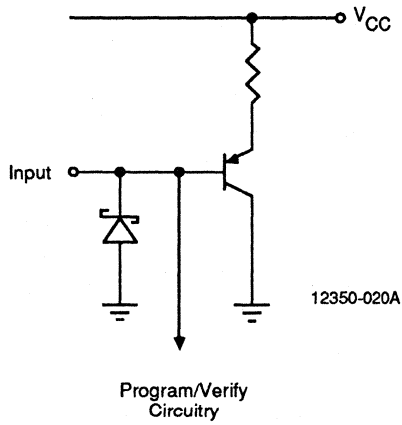 VCC
Input
12350-020A
Program/Verify
Circuitry